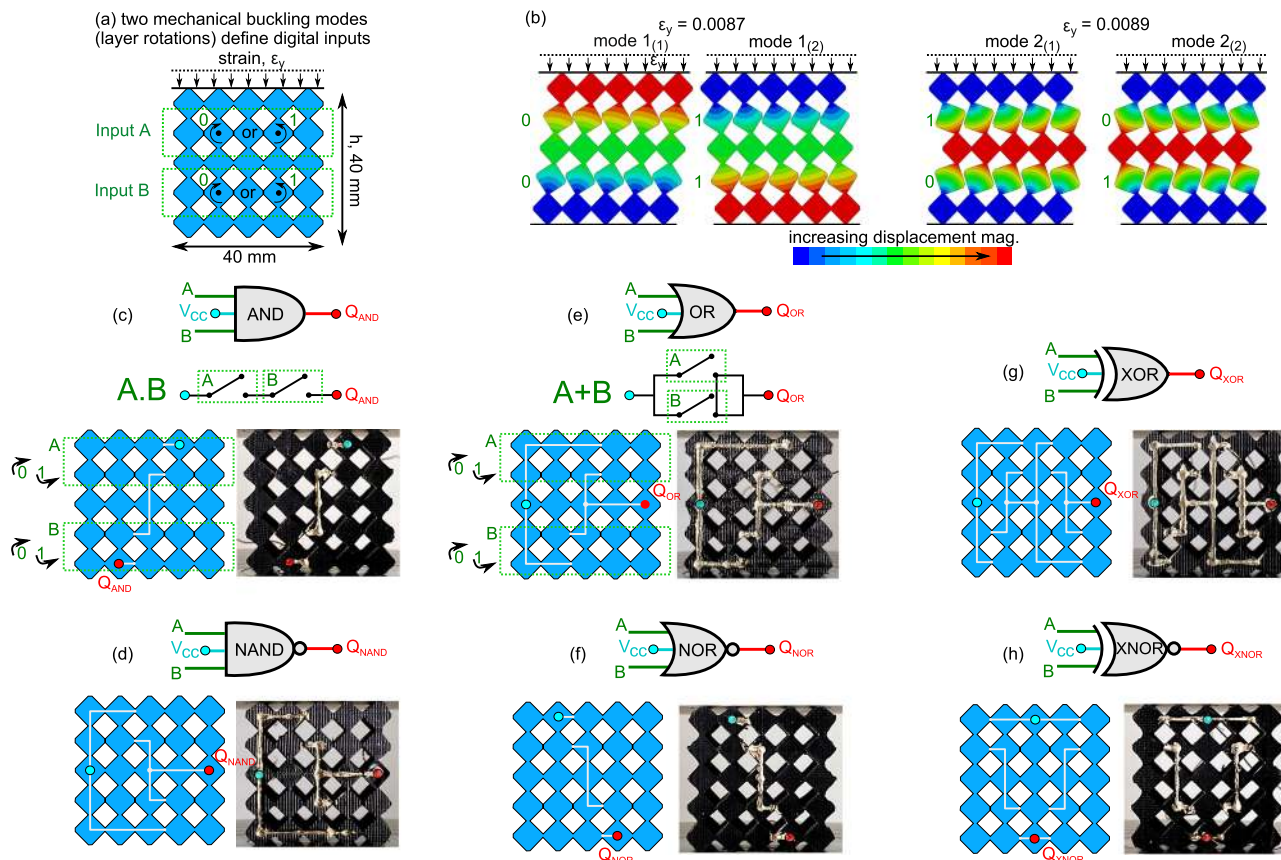 (a) two mechanical buckling modes
(layer rotations) define digital inputs
strain, εy
Input A
0 or 1
Input B
0 or 1
h, 40 mm
40 mm
(b)
εy = 0.0087
mode 1(1)
mode 1(2)
εy
0
0
1
1
εy = 0.0089
mode 2(1)
mode 2(2)
1
0
0
1
increasing displacement mag.
(c)
A
VCC
B
AND
QAND
A.B
A
B
QAND
A
0 1
B
0 1
QAND
(d)
A
VCC
B
NAND
QNAND
QNAND
(e)
A
VCC
B
OR
QOR
A+B
A
B
QOR
A
0 1
B
0 1
QOR
(f)
A
VCC
B
NOR
QNOR
QNOR
(g)
A
VCC
B
XOR
QXOR
QXOR
(h)
A
VCC
B
XNOR
QXNOR
QXNOR